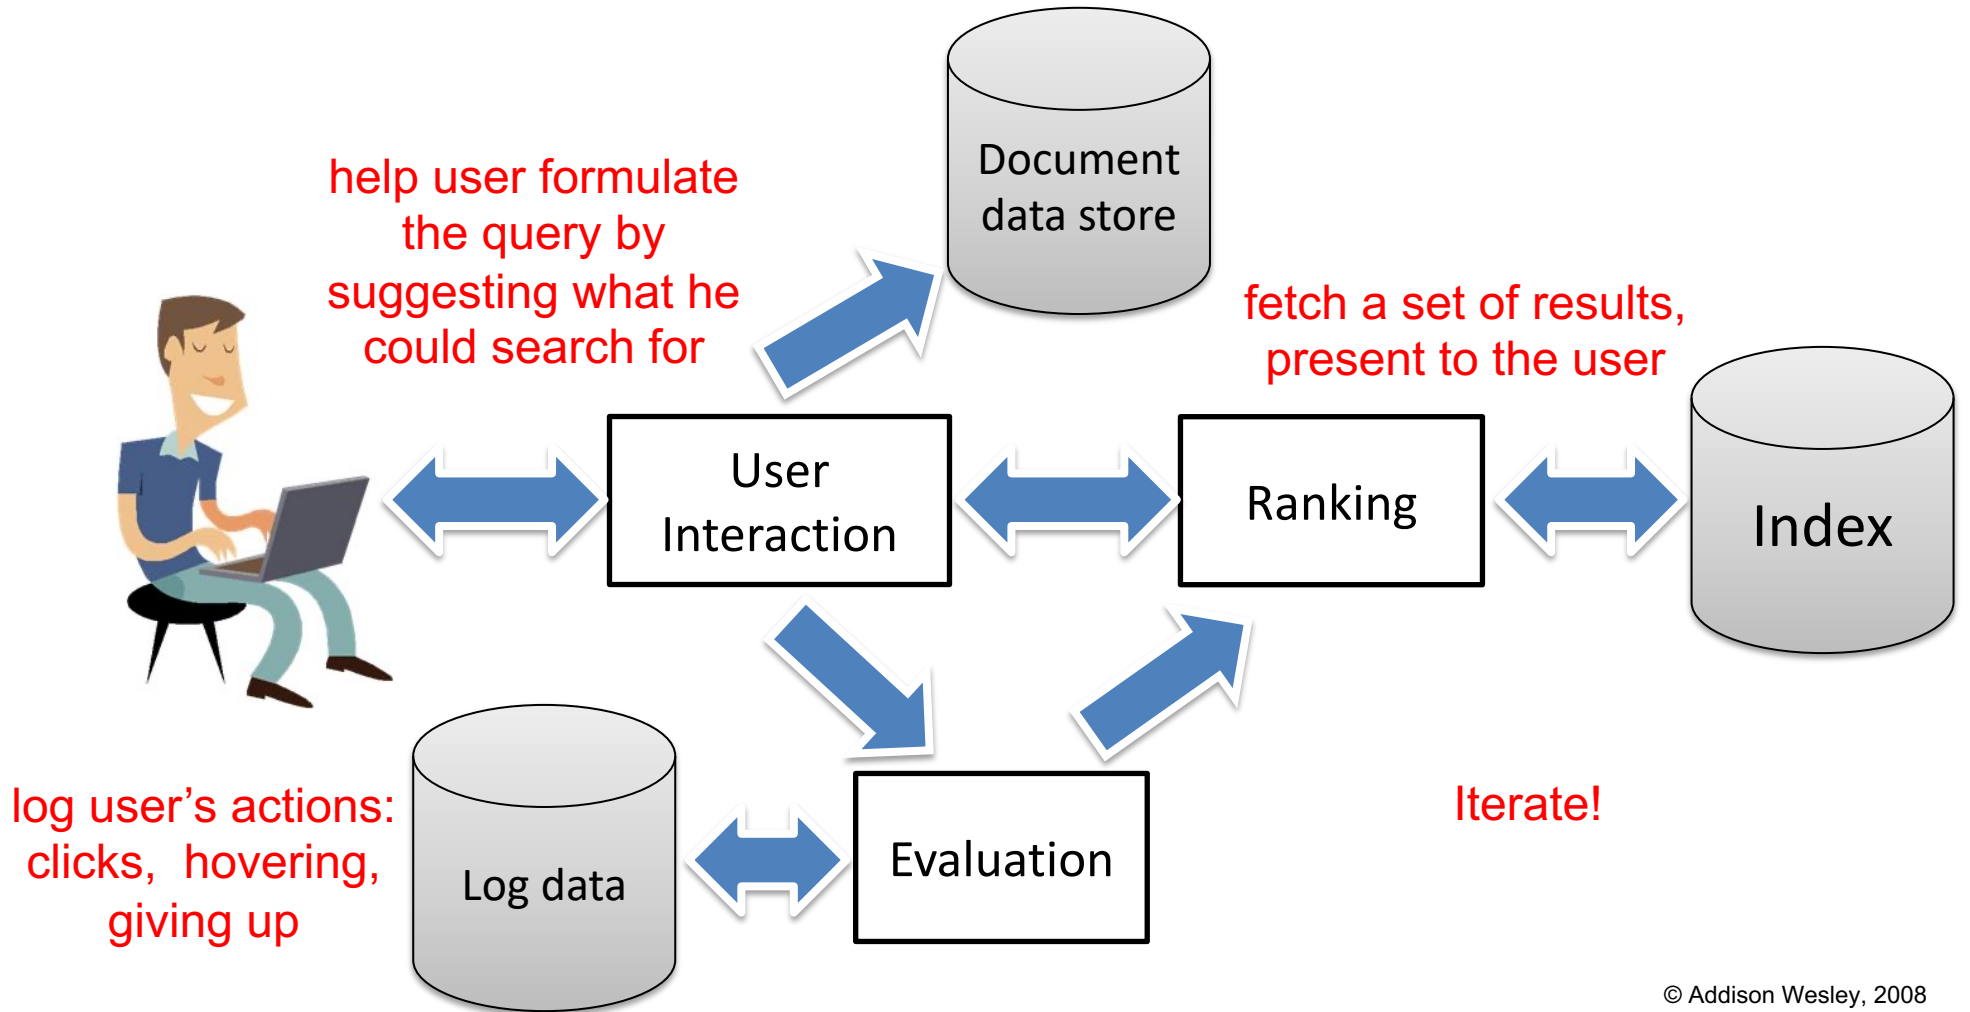 Document
data store
help user formulate
the query by
suggesting what he
could search for
fetch a set of results,
present to the user
User
Interaction
Ranking
Index
log user’s actions:
clicks,  hovering,
giving up
Log data
Evaluation
Iterate!
© Addison Wesley, 2008